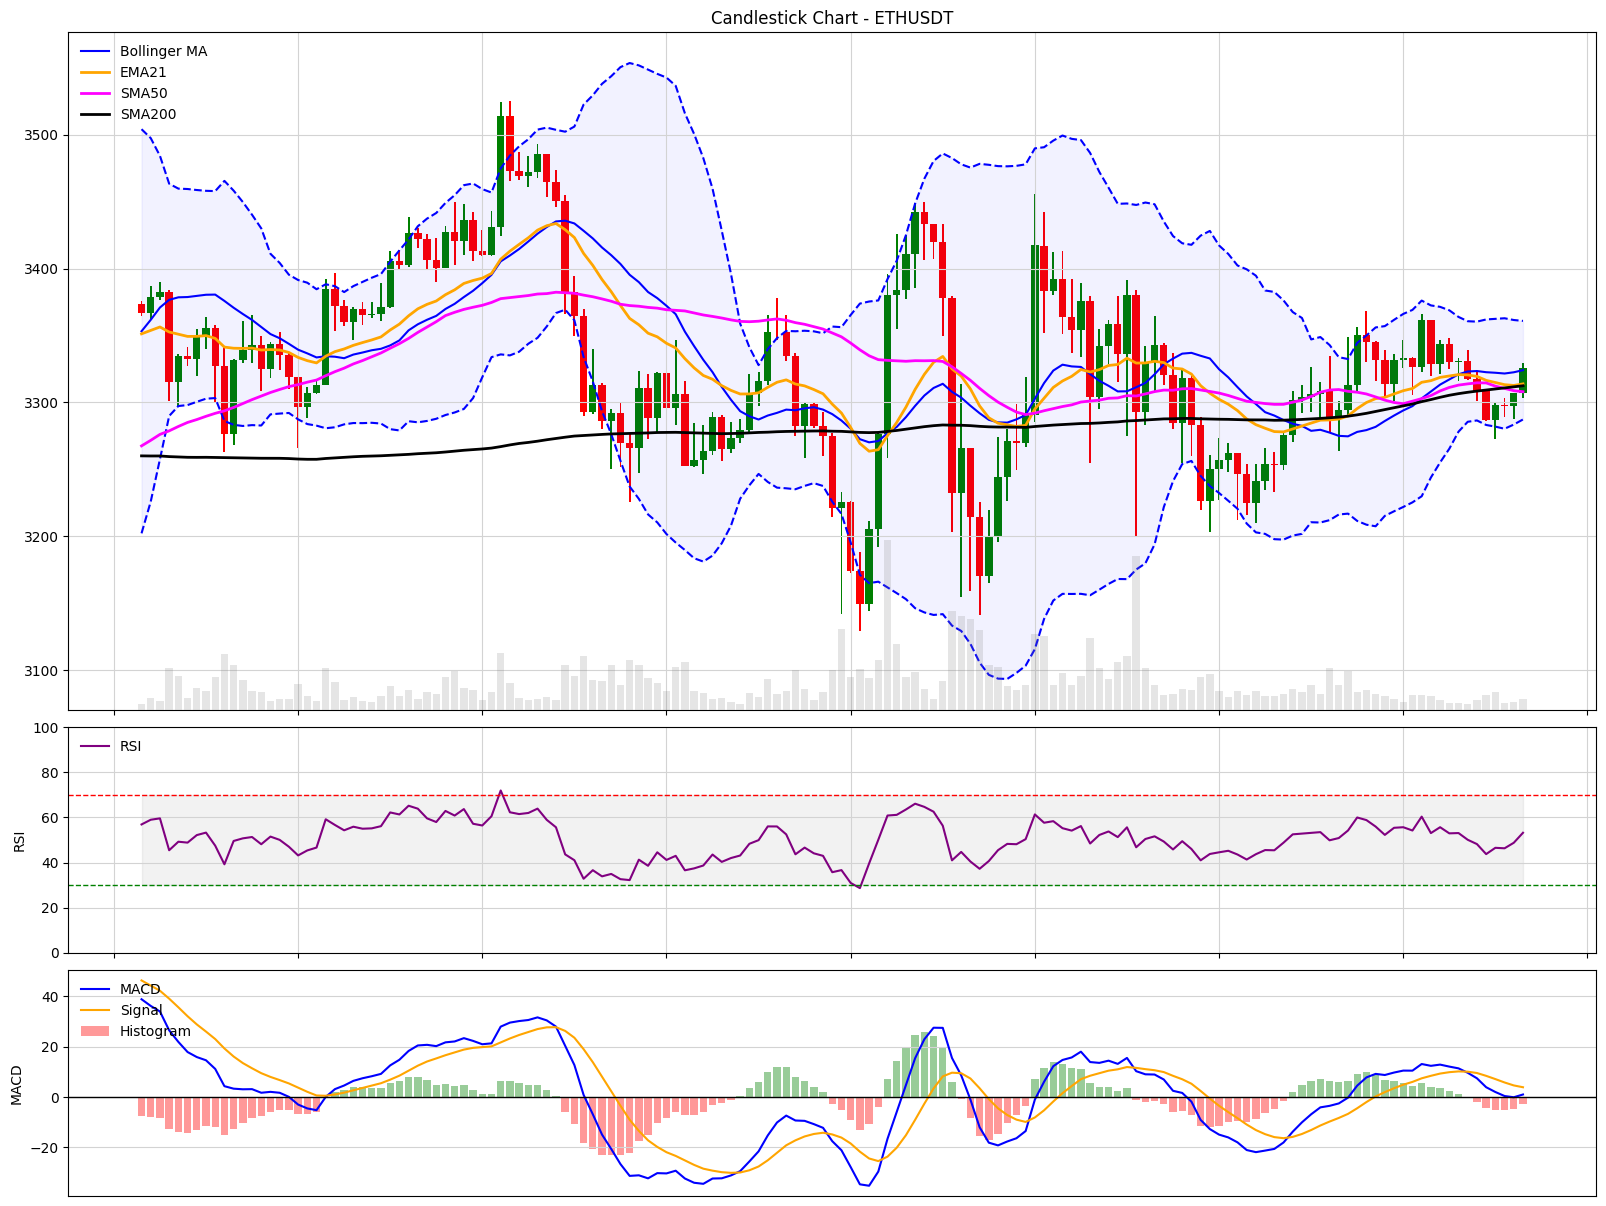 Candlestick Chart - ETHUSDT
Bollinger MA
EMA21
SMA50
SMA200
3500
3400
3300
3200
3100
RSI
100
80
60
40
20
0
RSI
MACD
Signal
Histogram
40
20
0
−20
MACD